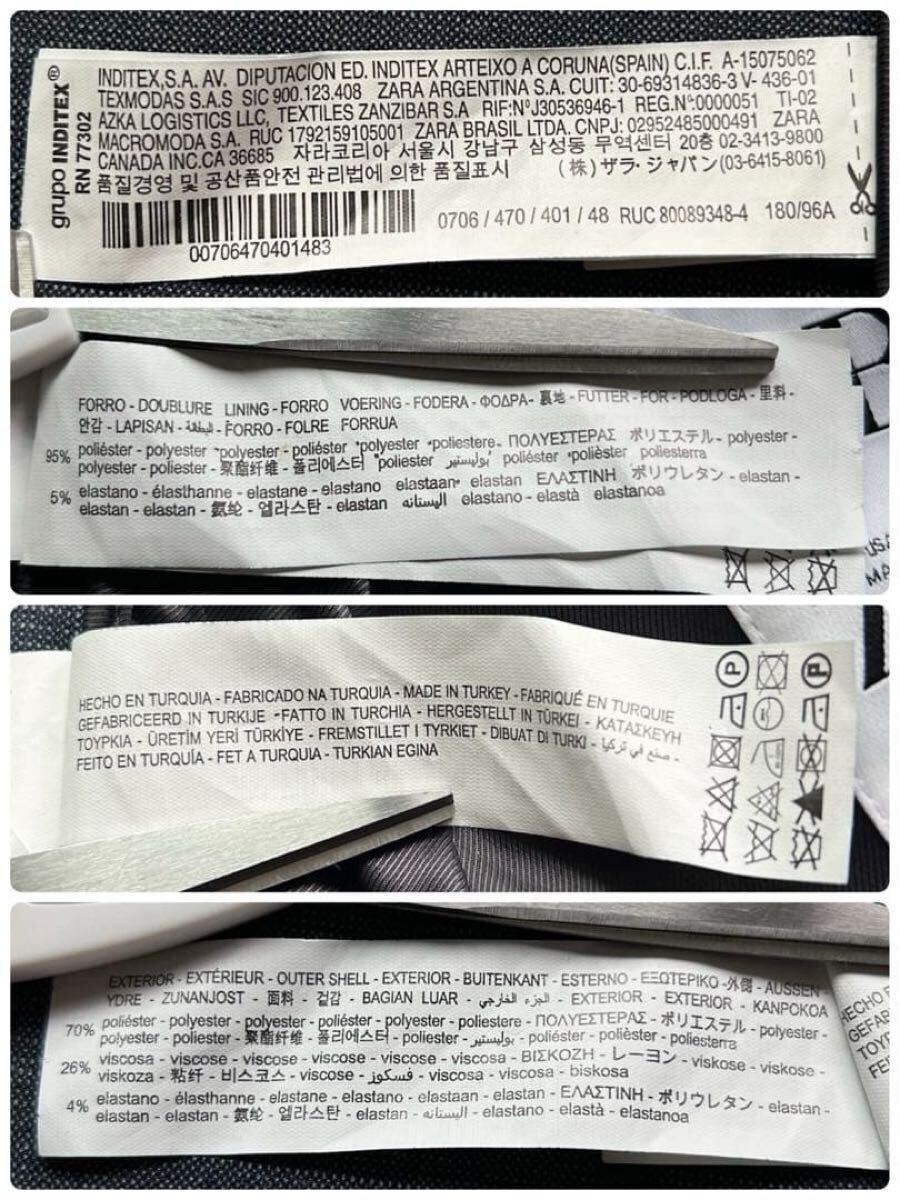 grupo INDITEX®
RN 77302
INDITEX,S.A. AV. DIPUTACION ED. INDITEX ARTEIXO A CORUNA(SPAIN) C.I.F. A-15075062
TEXMODAS S.A.S SIC 900.123.408 ZARA ARGENTINA S.A. CUIT: 30-69314836-3 V- 436-01
AZKA LOGISTICS LLC, TEXTILES ZANZIBAR S.A RIF:Nº J30536946-1 REG.Nº:0000051 TI-02
MACROMODA S.A. RUC 1792159105001 ZARA BRASIL LTDA. CNPJ: 02952485000491 ZARA
CANADA INC.CA 36685 자라코리아 서울시 강남구 삼성동 무역센터 20층 02-3413-9800
품질경영 및 공산품안전 관리법에 의한 품질표시 (株)ザラ・ジャパン(03-6415-8061)
0706 / 470 / 401 / 48 RUC 80089348-4 180/96A
00706470401483
FORRO - DOUBLURE LINING - FORRO VOERING - FODERA - ΦΟΔΡΑ - 裏地 - FUTTER - FOR - PODLOGA - 里料 -
안감 - LAPISAN - البطانة - FORRO - FOLRE FORRUA
95% poliéster - polyester polyester - poliéster polyester poliestere- ΠΟΛΥΕΣΤΕΡΑΣ ポリエステル - polyester -
polyester - poliester - 聚酯纤维 - 폴리에스터 poliester بوليستير poliéster polièster poliesterra
5% elastano - élasthanne - elastane - elastano elastaan elastan ΕΛΑΣΤΙΝΗ ポリウレタン - elastan -
elastan - elastan - 氨纶 - 엘라스탄 - elastan اليستانه elastano - elastà elastanoa
HECHO EN TURQUIA - FABRICADO NA TURQUIA - MADE IN TURKEY - FABRIQUÉ EN TURQUIE
GEFABRICEERD IN TURKIJE - FATTO IN TURCHIA - HERGESTELLT IN TÜRKEI - ΚΑΤΑΣΚΕΥΗ
ΤΟΥΡΚΙΑ - ÜRETİM YERİ TÜRKİYE - FREMSTILLET I TYRKIET - DIBUAT DI TURKI - صنع في تركيا -
FEITO EN TURQUÍA - FET A TURQUIA - TURKIAN EGINA
P
P
EXTERIOR - EXTÉRIEUR - OUTER SHELL - EXTERIOR - BUITENKANT - ESTERNO - ΕΞΩΤΕΡΙΚΟ - 外側 - AUSSEN -
YDRE - ZUNANJOST - 面料 - 겉감 - BAGIAN LUAR - الجزء الخارجي - EXTERIOR - EXTERIOR - KANPOKOA
70% poliéster - polyester - polyester - poliéster - polyester - poliestere - ΠΟΛΥΕΣΤΕΡΑΣ - ポリエステル - polyester -
polyester - poliester - 聚酯纤维 - 폴리에스터 - poliester - بوليستير - poliéster - polièster - poliesterra
26% viscosa - viscose - viscose - viscose - viscose - viscosa - ΒΙΣΚΟΖΗ - レーヨン - viskose - viskose -
viskoza - 粘纤 - 비스코스 - viscose - فسكوز - viscosa - viscosa - biskosa
4% elastano - élasthanne - elastane - elastano - elastaan - elastan - ΕΛΑΣΤΙΝΗ - ポリウレタン - elastan -
elastan - elastan - 氨纶 - 엘라스탄 - elastan - اليستانه - elastano - elastà - elastanoa
HECHO E
GEFAB
TOYP
FE